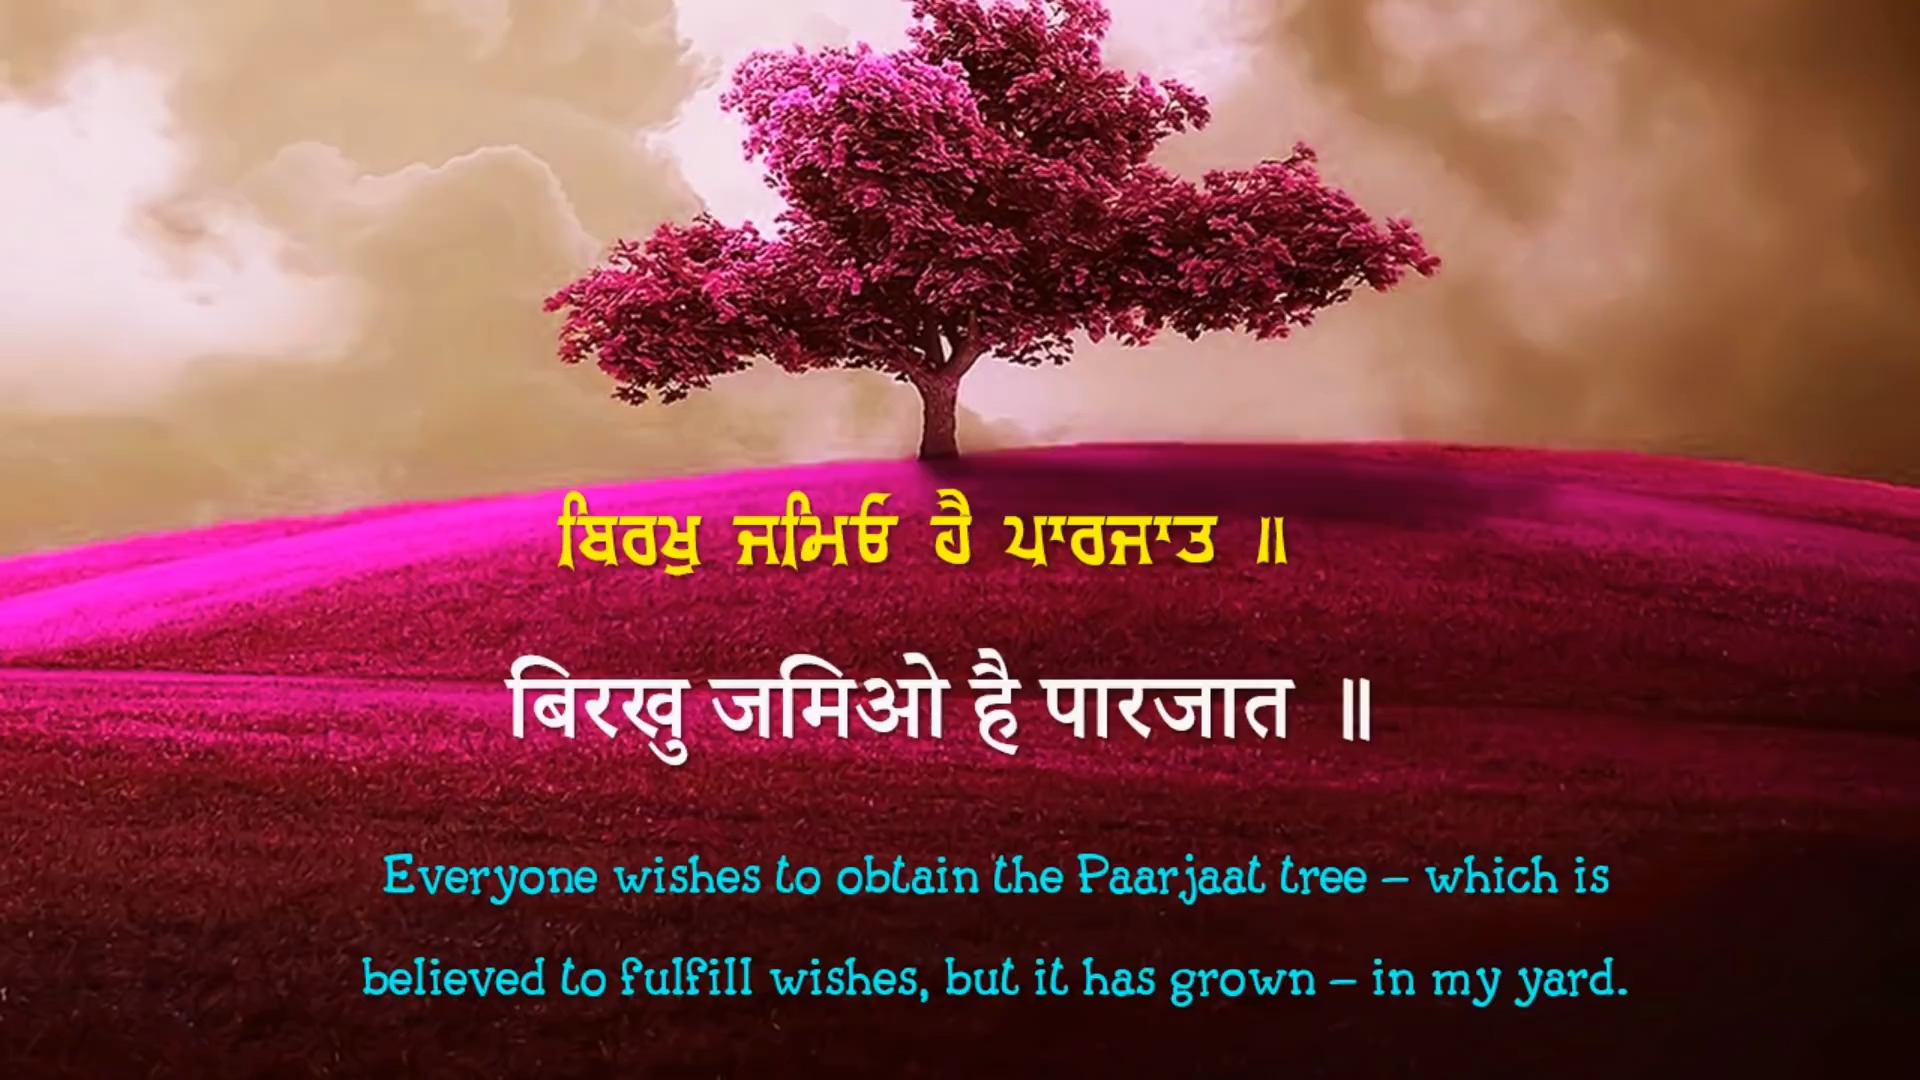 ਬਿਰਖੁ ਜਮਿਓ ਹੈ ਪਾਰਜਾਤ ॥
बिरखु जमिओ है पारजात ॥
Everyone wishes to obtain the Paarjaat tree – which is
believed to fulfill wishes, but it has grown – in my yard.